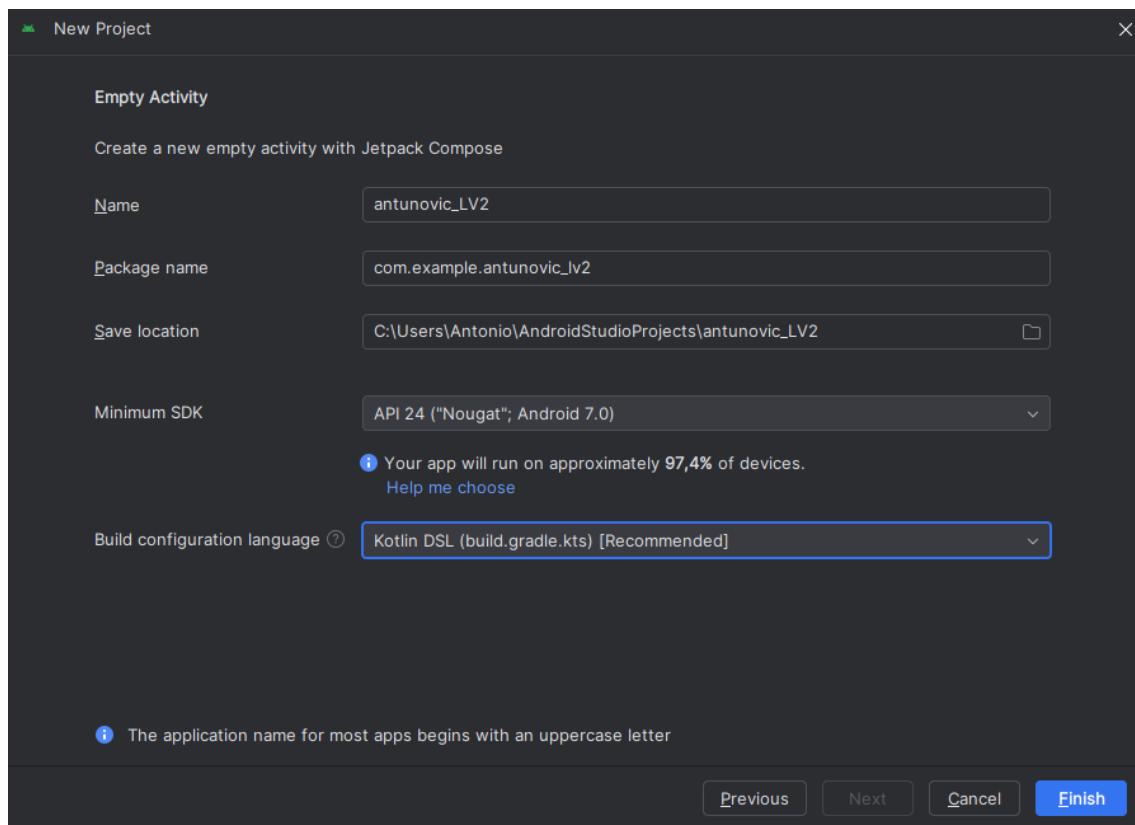 New Project
Empty Activity
Create a new empty activity with Jetpack Compose
Name
antunovic_LV2
Package name
com.example.antunovic_lv2
Save location
C:\Users\Antonio\AndroidStudioProjects\antunovic_LV2
Minimum SDK
API 24 ("Nougat"; Android 7.0)
Your app will run on approximately 97,4% of devices.
Help me choose
Build configuration language
Kotlin DSL (build.gradle.kts) [Recommended]
The application name for most apps begins with an uppercase letter
Previous
Next
Cancel
Finish